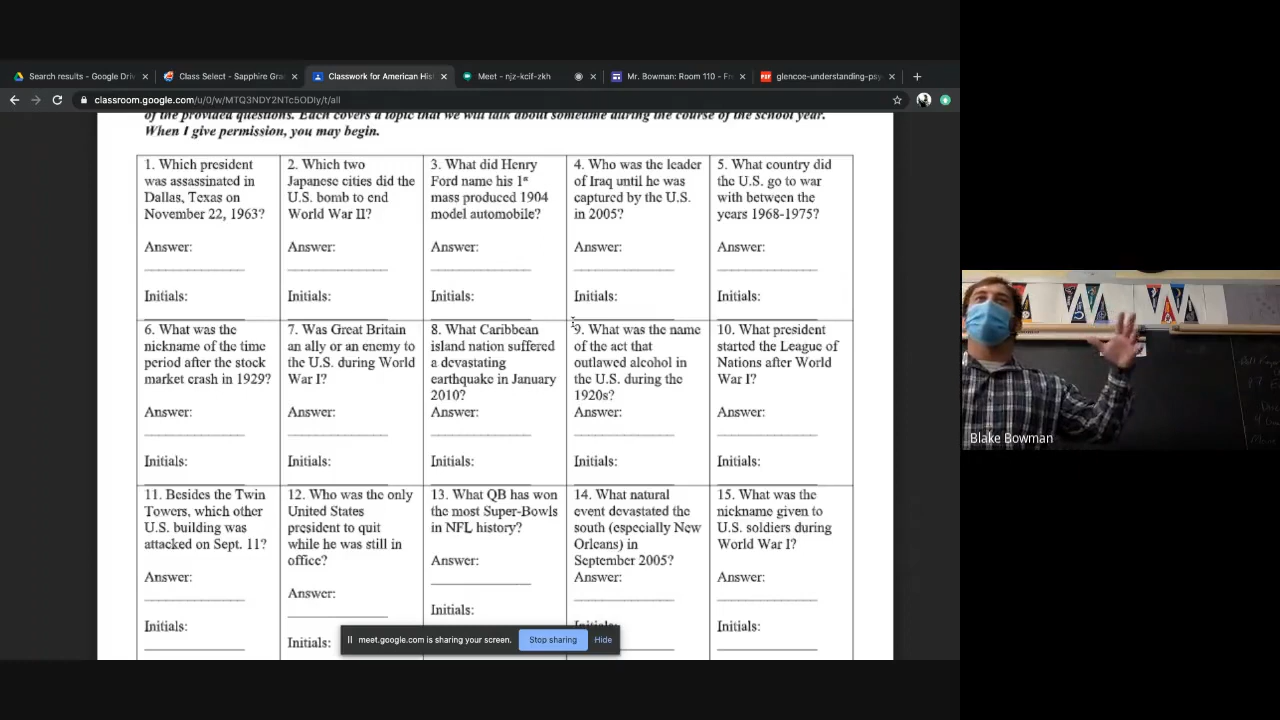 Search results - Google Driv
Class Select - Sapphire Gra
Classwork for American His
Meet - njz-kcif-zkh
Mr. Bowman: Room 110 - Fr
glencoe-understanding-psy
classroom.google.com/u/0/w/MTQ3NDY2NTc5ODIy/t/all
of the provided questions. Each covers a topic that we will talk about sometime during the course of the school year.
When I give permission, you may begin.
1. Which president
was assassinated in
Dallas, Texas on
November 22, 1963?
Answer:
Initials:
2. Which two
Japanese cities did the
U.S. bomb to end
World War II?
Answer:
Initials:
3. What did Henry
Ford name his 1st
mass produced 1904
model automobile?
Answer:
Initials:
4. Who was the leader
of Iraq until he was
captured by the U.S.
in 2005?
Answer:
Initials:
5. What country did
the U.S. go to war
with between the
years 1968-1975?
Answer:
Initials:
6. What was the
nickname of the time
period after the stock
market crash in 1929?
Answer:
Initials:
7. Was Great Britain
an ally or an enemy to
the U.S. during World
War I?
Answer:
Initials:
8. What Caribbean
island nation suffered
a devastating
earthquake in January
2010?
Answer:
Initials:
9. What was the name
of the act that
outlawed alcohol in
the U.S. during the
1920s?
Answer:
Initials:
10. What president
started the League of
Nations after World
War I?
Answer:
Initials:
11. Besides the Twin
Towers, which other
U.S. building was
attacked on Sept. 11?
Answer:
Initials:
12. Who was the only
United States
president to quit
while he was still in
office?
Answer:
Initials:
13. What QB has won
the most Super-Bowls
in NFL history?
Answer:
Initials:
14. What natural
event devastated the
south (especially New
Orleans) in
September 2005?
Answer:
Initials:
15. What was the
nickname given to
U.S. soldiers during
World War I?
Answer:
Initials:
meet.google.com is sharing your screen.
Stop sharing
Hide
Blake Bowman